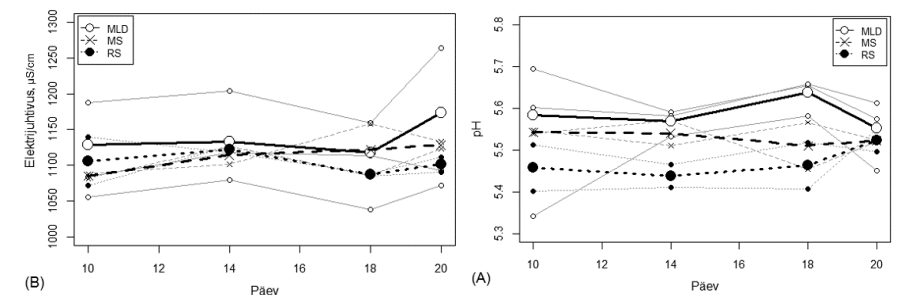 Elektrijuhtivus, µS/cm
1300
1250
1200
1150
1100
1050
1000
MLD
MS
RS
10 12 14 16 18 20
Päev
(B)
pH
5.8
5.7
5.6
5.5
5.4
5.3
MLD
MS
RS
10 12 14 16 18 20
Päev
(A)